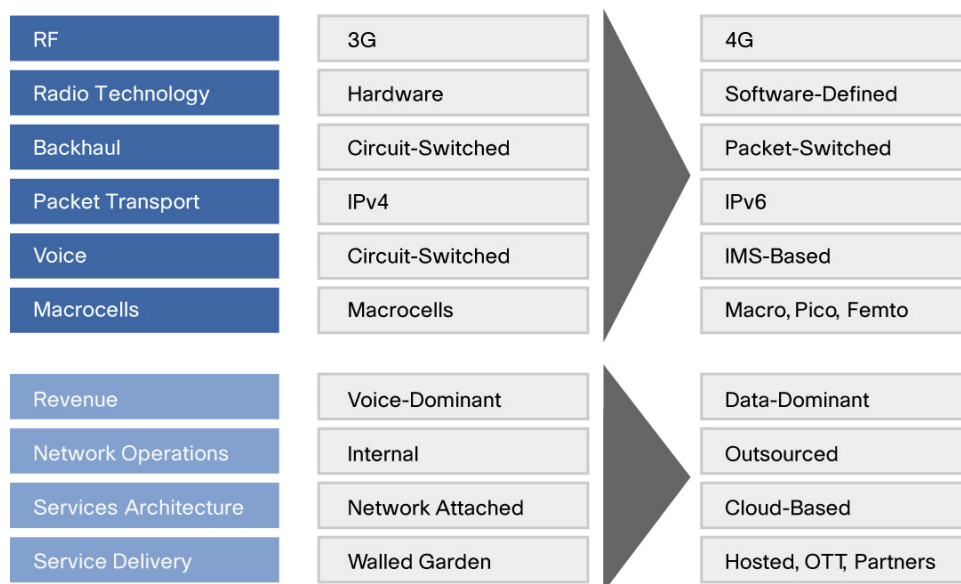 RF 3G 4G
Radio Technology Hardware Software-Defined
Backhaul Circuit-Switched Packet-Switched
Packet Transport IPv4 IPv6
Voice Circuit-Switched IMS-Based
Macrocells Macrocells Macro, Pico, Femto
Revenue Voice-Dominant Data-Dominant
Network Operations Internal Outsourced
Services Architecture Network Attached Cloud-Based
Service Delivery Walled Garden Hosted, OTT, Partners